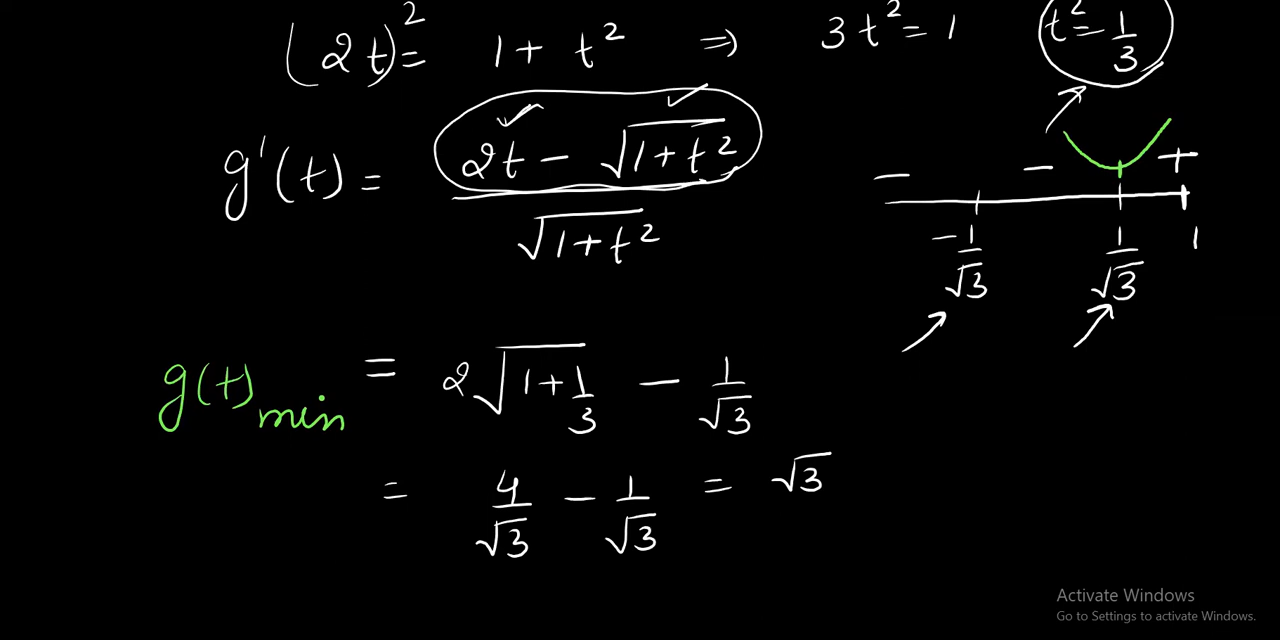 (2t)² = 1 + t² ⇒ 3t² = 1 t² = 1/3
g'(t) = (2t − √(1+t²)) / √(1+t²)
− − +
−1/√3 1/√3 1
g(t)min = 2√(1+1/3) − 1/√3
= 4/√3 − 1/√3 = √3
Activate Windows
Go to Settings to activate Windows.